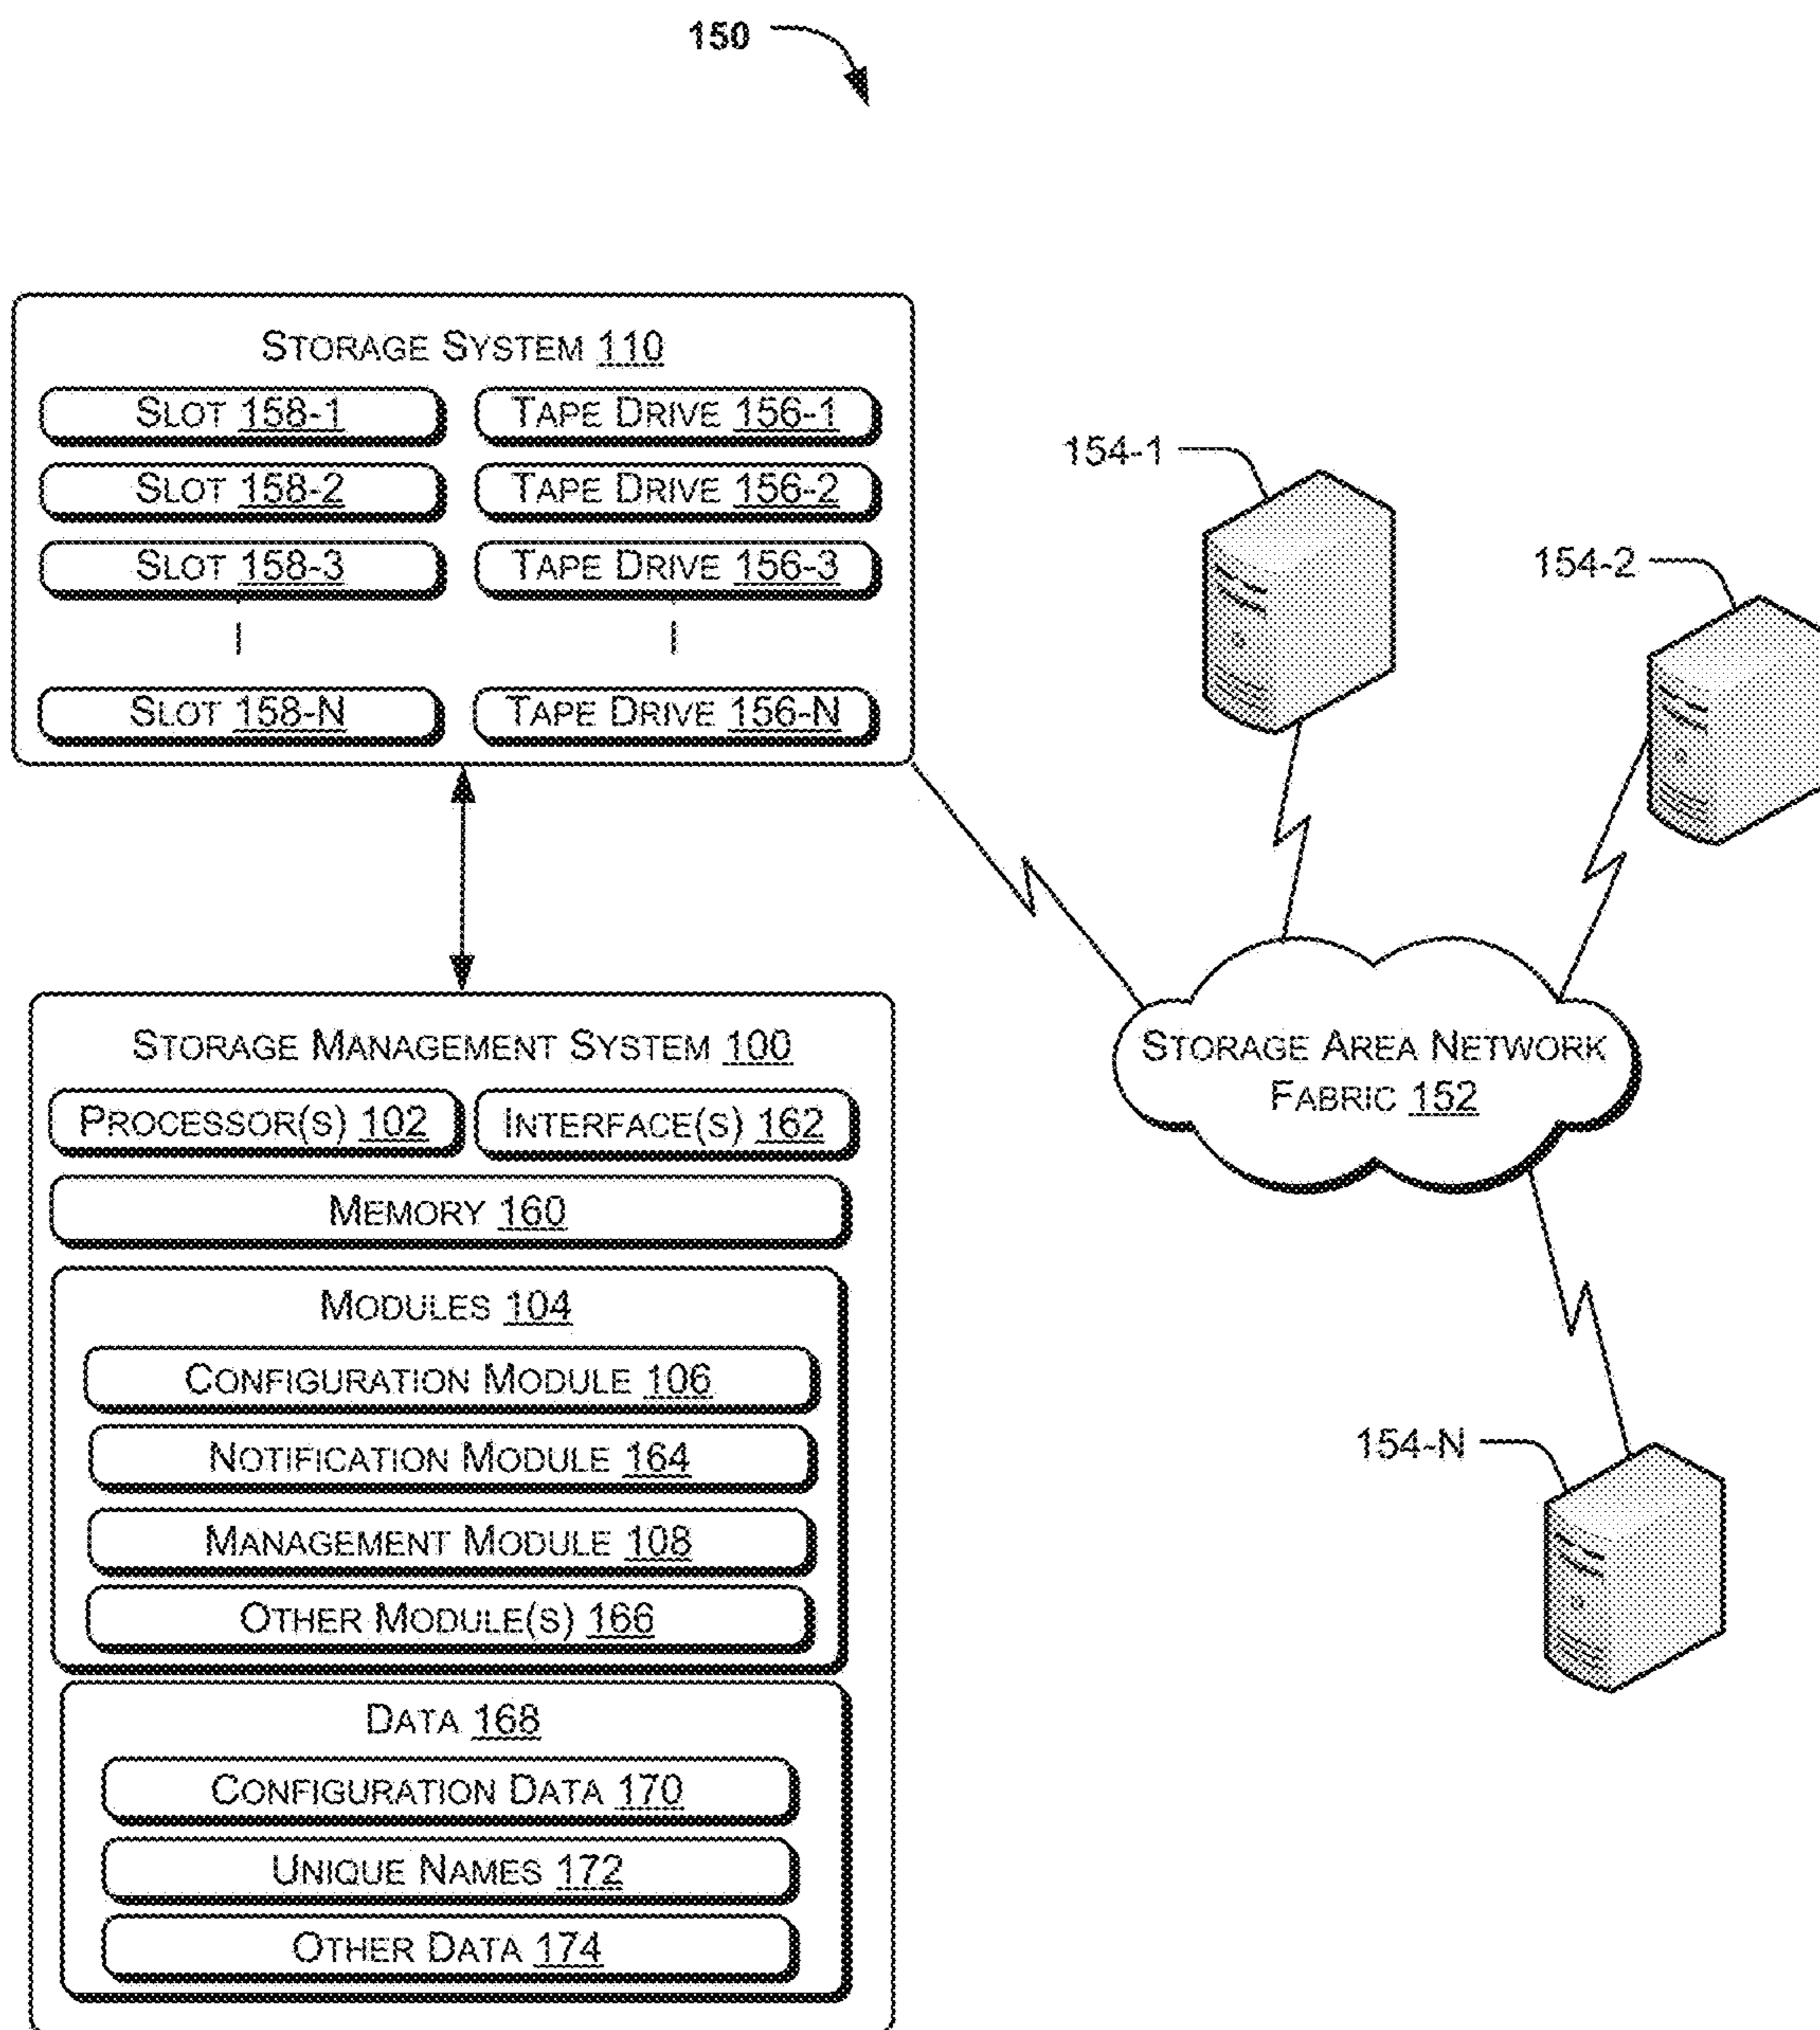 150
STORAGE SYSTEM 110
SLOT 158-1
TAPE DRIVE 156-1
SLOT 158-2
TAPE DRIVE 156-2
SLOT 158-3
TAPE DRIVE 156-3
SLOT 158-N
TAPE DRIVE 156-N
154-1
154-2
STORAGE MANAGEMENT SYSTEM 100
PROCESSOR(S) 102
INTERFACE(S) 162
MEMORY 160
MODULES 104
CONFIGURATION MODULE 106
NOTIFICATION MODULE 164
MANAGEMENT MODULE 108
OTHER MODULE(S) 166
DATA 168
CONFIGURATION DATA 170
UNIQUE NAMES 172
OTHER DATA 174
STORAGE AREA NETWORK
FABRIC 152
154-N